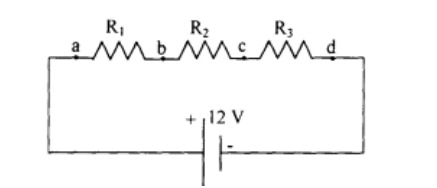 R₁ R₂ R₃
a b c d
+ 12 V
-